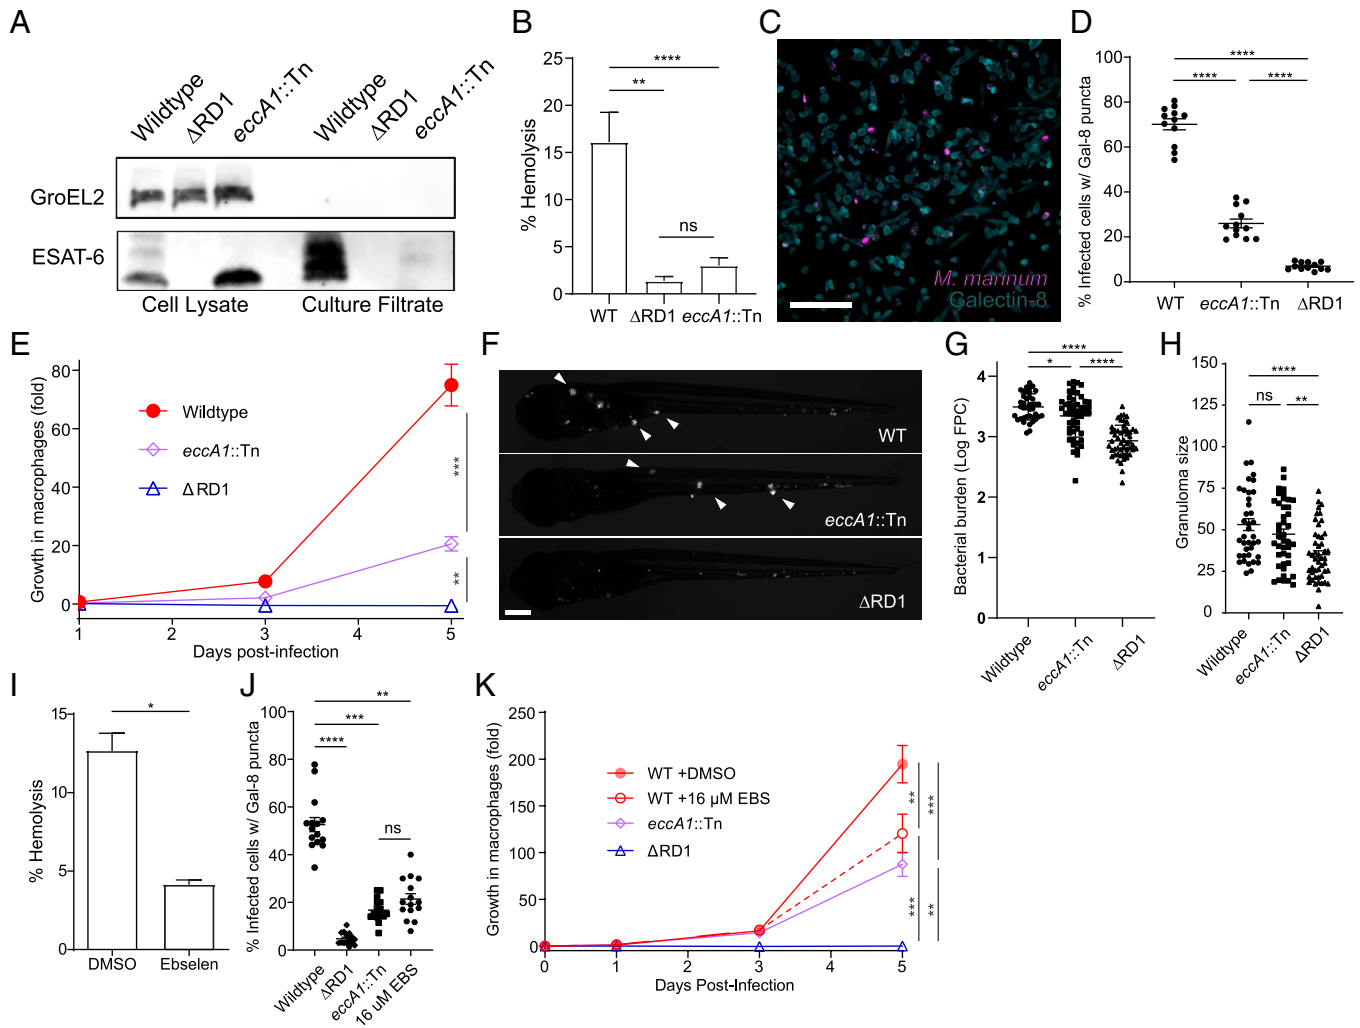 A
Wildtype
ΔRD1
eccA1::Tn
Wildtype
ΔRD1
eccA1::Tn
GroEL2
ESAT-6
Cell Lysate
Culture Filtrate
B
% Hemolysis
25
20
15
10
5
0
****
**
ns
WT
ΔRD1
eccA1::Tn
C
M. marinum
Galectin-8
D
% Infected cells w/ Gal-8 puncta
100
80
60
40
20
0
****
**** ****
WT
eccA1::Tn
ΔRD1
E
Growth in macrophages (fold)
80
60
40
20
0
Wildtype
eccA1::Tn
ΔRD1
***
**
1 2 3 4 5
Days post-infection
F
WT
eccA1::Tn
ΔRD1
G
Bacterial burden (Log FPC)
4
3
2
1
0
****
* ****
Wildtype
eccA1::Tn
ΔRD1
H
Granuloma size
150
125
100
75
50
25
0
****
ns **
Wildtype
eccA1::Tn
ΔRD1
I
% Hemolysis
15
10
5
0
*
DMSO
Ebselen
J
% Infected cells w/ Gal-8 puncta
100
80
60
40
20
0
**
***
****
ns
Wildtype
ΔRD1
eccA1::Tn
16 uM EBS
K
Growth in macrophages (fold)
250
200
150
100
50
0
WT +DMSO
WT +16 µM EBS
eccA1::Tn
ΔRD1
** ***
*** **
0 1 2 3 4 5
Days Post-Infection